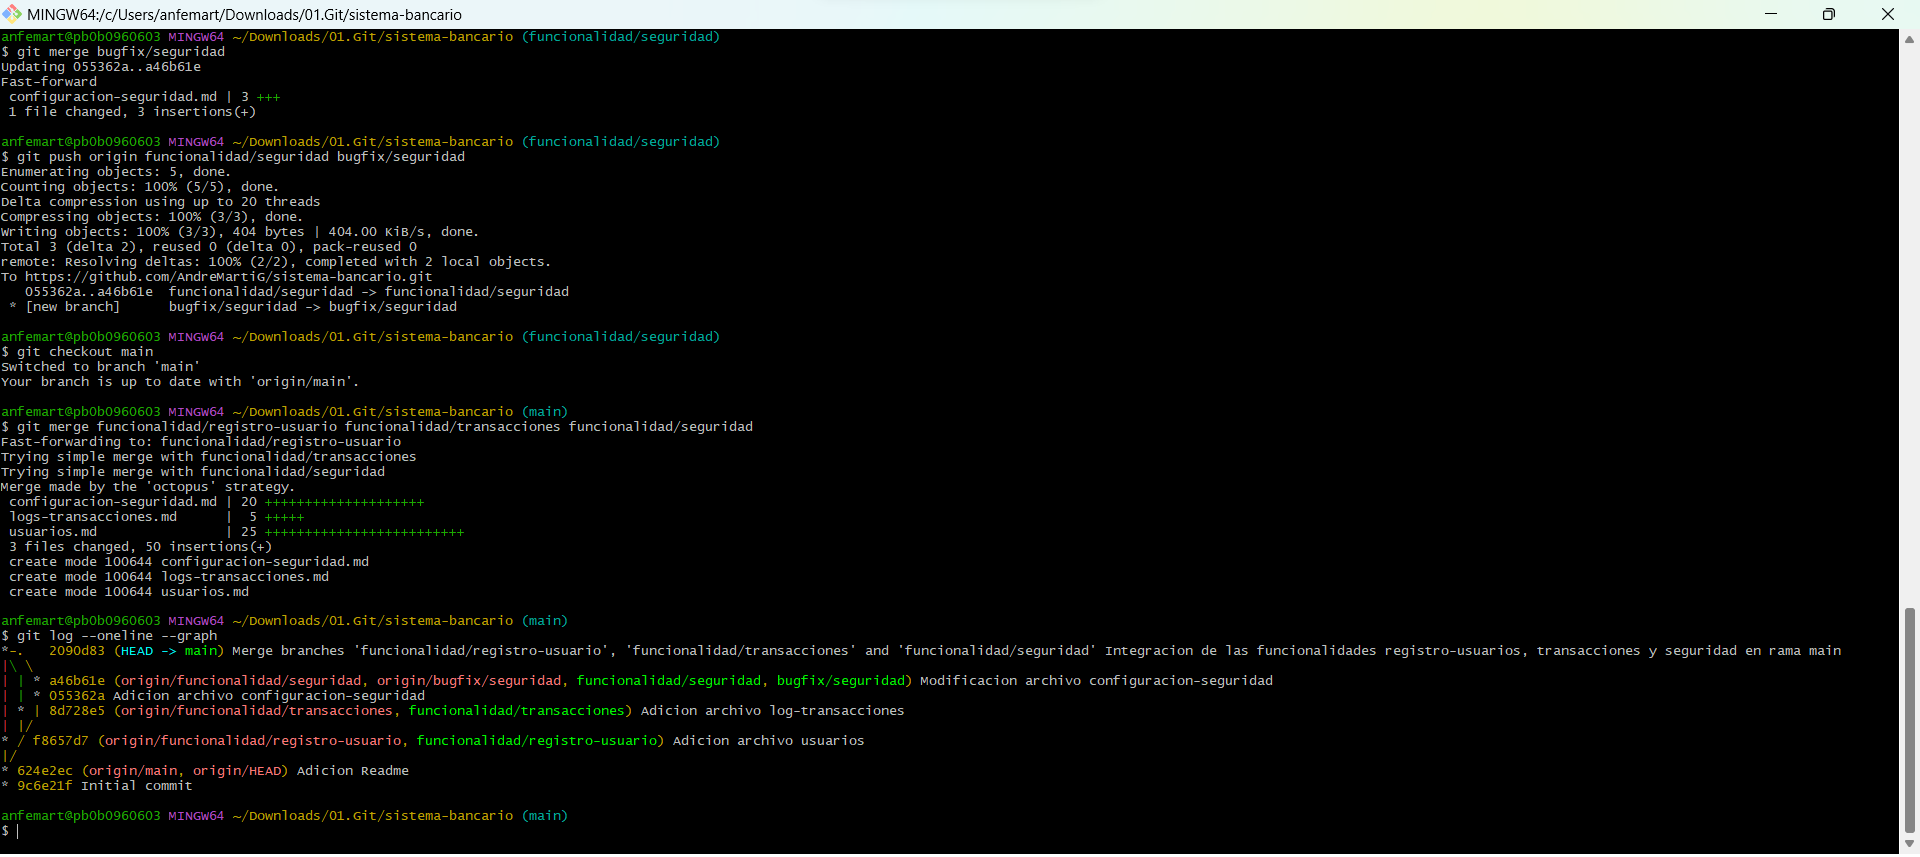 MINGW64:/c/Users/anfemart/Downloads/01.Git/sistema-bancario
anfemart@pb0b0960603 MINGW64 ~/Downloads/01.Git/sistema-bancario (funcionalidad/seguridad)
$ git merge bugfix/seguridad
Updating 055362a..a46b61e
Fast-forward
 configuracion-seguridad.md | 3 +++
 1 file changed, 3 insertions(+)

anfemart@pb0b0960603 MINGW64 ~/Downloads/01.Git/sistema-bancario (funcionalidad/seguridad)
$ git push origin funcionalidad/seguridad bugfix/seguridad
Enumerating objects: 5, done.
Counting objects: 100% (5/5), done.
Delta compression using up to 20 threads
Compressing objects: 100% (3/3), done.
Writing objects: 100% (3/3), 404 bytes | 404.00 KiB/s, done.
Total 3 (delta 2), reused 0 (delta 0), pack-reused 0
remote: Resolving deltas: 100% (2/2), completed with 2 local objects.
To https://github.com/AndreMartiG/sistema-bancario.git
   055362a..a46b61e  funcionalidad/seguridad -> funcionalidad/seguridad
 * [new branch]      bugfix/seguridad -> bugfix/seguridad

anfemart@pb0b0960603 MINGW64 ~/Downloads/01.Git/sistema-bancario (funcionalidad/seguridad)
$ git checkout main
Switched to branch 'main'
Your branch is up to date with 'origin/main'.

anfemart@pb0b0960603 MINGW64 ~/Downloads/01.Git/sistema-bancario (main)
$ git merge funcionalidad/registro-usuario funcionalidad/transacciones funcionalidad/seguridad
Fast-forwarding to: funcionalidad/registro-usuario
Trying simple merge with funcionalidad/transacciones
Trying simple merge with funcionalidad/seguridad
Merge made by the 'octopus' strategy.
 configuracion-seguridad.md | 20 ++++++++++++++++++++
 logs-transacciones.md      |  5 +++++
 usuarios.md                | 25 +++++++++++++++++++++++++
 3 files changed, 50 insertions(+)
 create mode 100644 configuracion-seguridad.md
 create mode 100644 logs-transacciones.md
 create mode 100644 usuarios.md

anfemart@pb0b0960603 MINGW64 ~/Downloads/01.Git/sistema-bancario (main)
$ git log --oneline --graph
*-.   2090d83 (HEAD -> main) Merge branches 'funcionalidad/registro-usuario', 'funcionalidad/transacciones' and 'funcionalidad/seguridad' Integracion de las funcionalidades registro-usuarios, transacciones y seguridad en rama main
|\ \
| | * a46b61e (origin/funcionalidad/seguridad, origin/bugfix/seguridad, funcionalidad/seguridad, bugfix/seguridad) Modificacion archivo configuracion-seguridad
| | * 055362a Adicion archivo configuracion-seguridad
| * | 8d728e5 (origin/funcionalidad/transacciones, funcionalidad/transacciones) Adicion archivo log-transacciones
| |/
* / f8657d7 (origin/funcionalidad/registro-usuario, funcionalidad/registro-usuario) Adicion archivo usuarios
|/
* 624e2ec (origin/main, origin/HEAD) Adicion Readme
* 9c6e21f Initial commit

anfemart@pb0b0960603 MINGW64 ~/Downloads/01.Git/sistema-bancario (main)
$